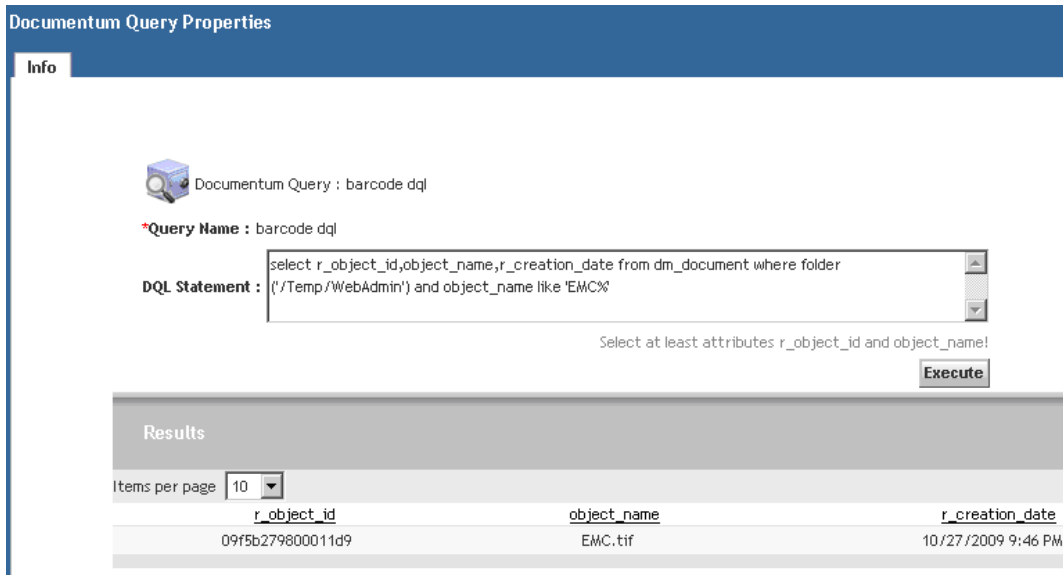 Documentum Query Properties
Info
Documentum Query : barcode dql
*Query Name : barcode dql
DQL Statement :
select r_object_id,object_name,r_creation_date from dm_document where folder
('/Temp/WebAdmin') and object_name like 'EMC%'
Select at least attributes r_object_id and object_name!
Execute
Results
Items per page 10
r_object_id object_name r_creation_date
09f5b279800011d9 EMC.tif 10/27/2009 9:46 PM